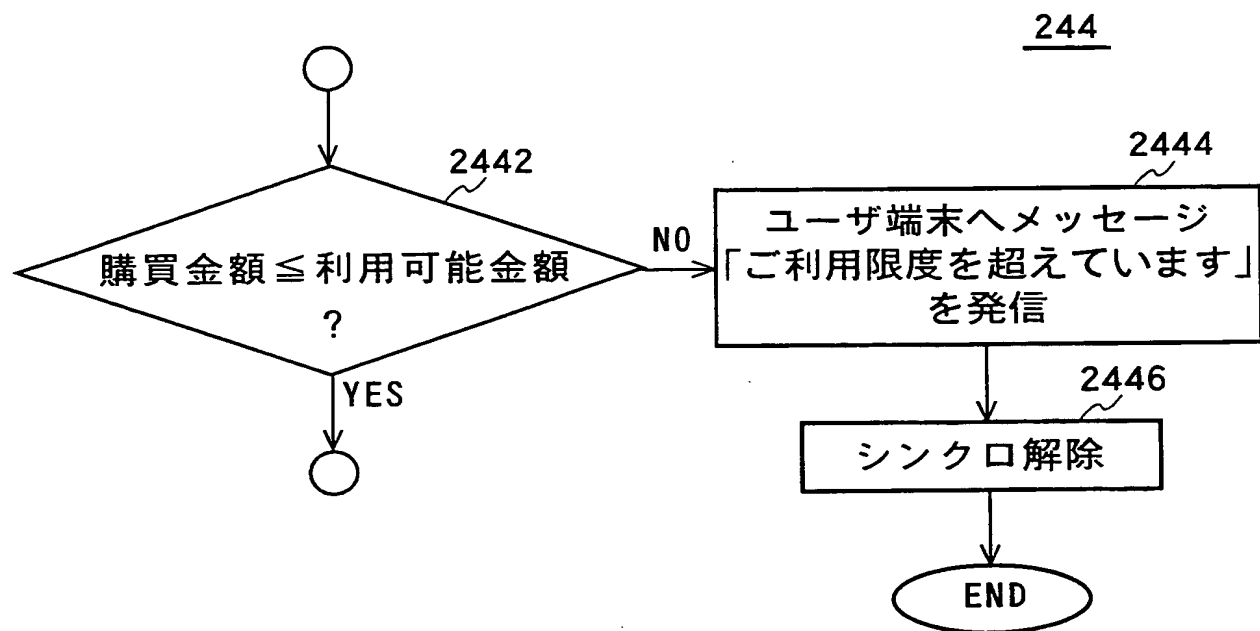 244
2442
購買金額≦利用可能金額
?
YES
NO
2444
ユーザ端末へメッセージ
「ご利用限度を超えています」
を発信
2446
シンクロ解除
END